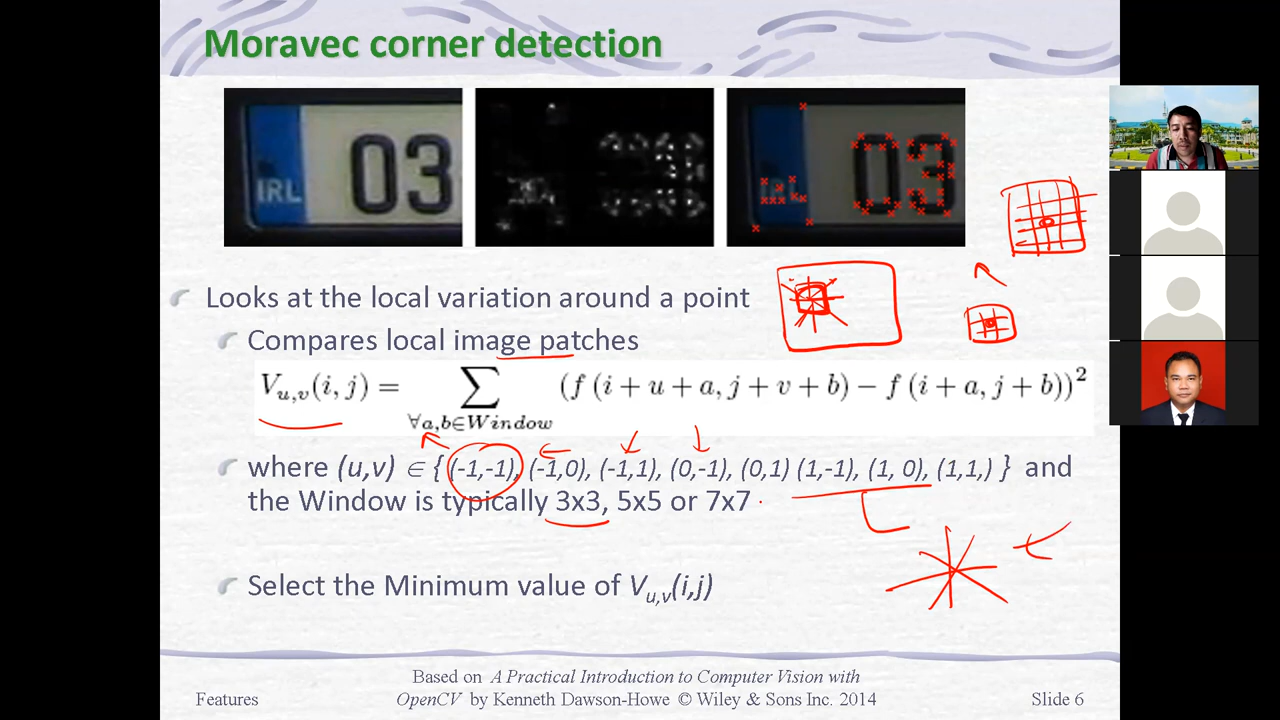 Moravec corner detection
IRL 03
IRL 03
Looks at the local variation around a point
Compares local image patches
V_{u,v}(i, j) = ∑_{∀a,b∈Window} (f (i + u + a, j + v + b) − f (i + a, j + b))²
where (u,v) ∈ { (-1,-1), (-1,0), (-1,1), (0,-1), (0,1) (1,-1), (1, 0), (1,1,) } and
the Window is typically 3x3, 5x5 or 7x7
Select the Minimum value of V_{u,v}(i,j)
Based on A Practical Introduction to Computer Vision with
Features OpenCV by Kenneth Dawson-Howe © Wiley & Sons Inc. 2014 Slide 6